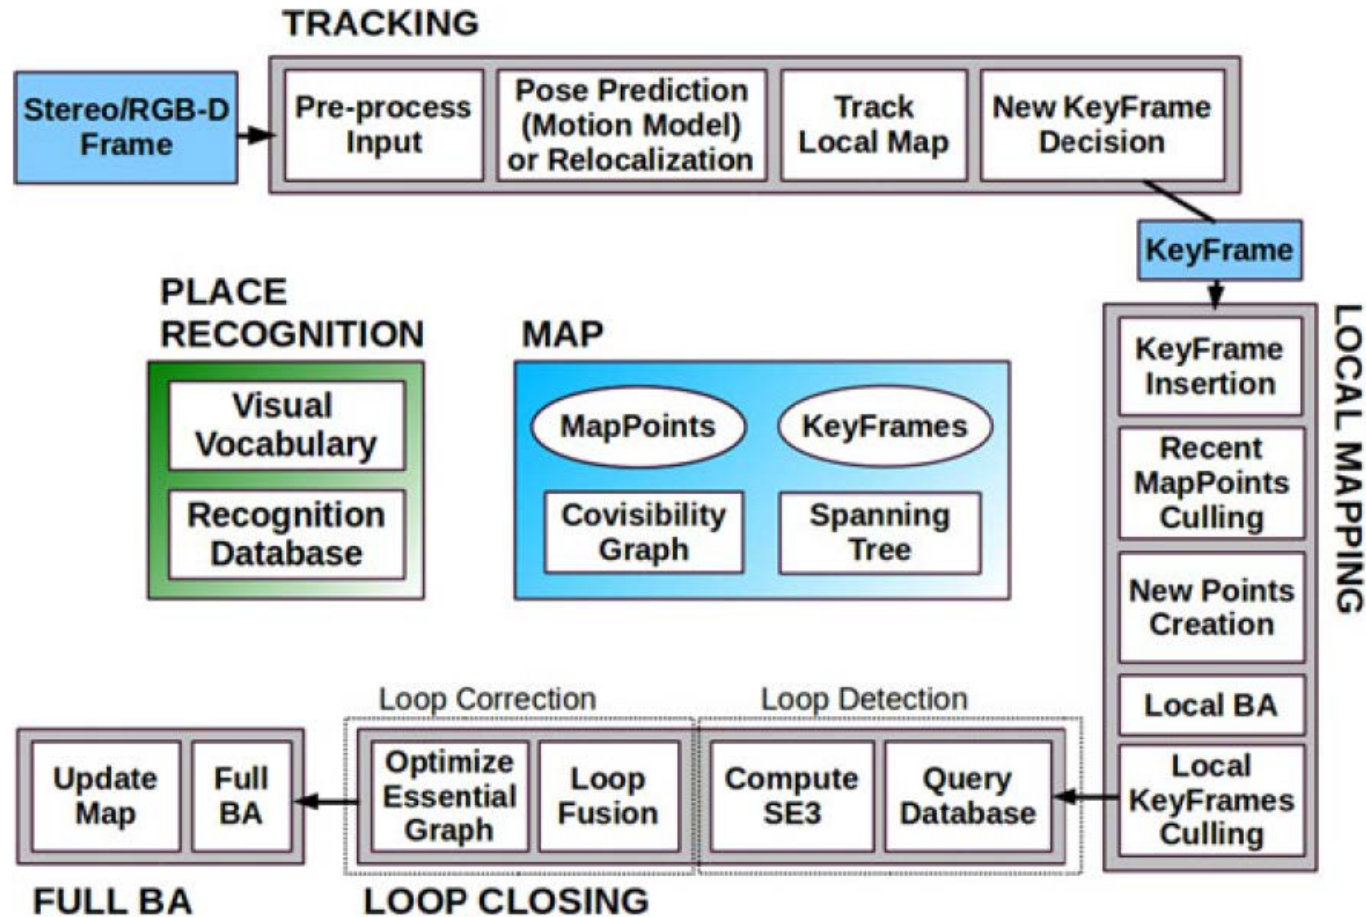 TRACKING
Stereo/RGB-D
Frame
Pre-process
Input
Pose Prediction
(Motion Model)
or Relocalization
Track
Local Map
New KeyFrame
Decision
KeyFrame
PLACE
RECOGNITION
Visual
Vocabulary
Recognition
Database
MAP
MapPoints
KeyFrames
Covisibility
Graph
Spanning
Tree
LOCAL MAPPING
KeyFrame
Insertion
Recent
MapPoints
Culling
New Points
Creation
Local BA
Local
KeyFrames
Culling
Loop Correction
Loop Detection
Update
Map
Full
BA
Optimize
Essential
Graph
Loop
Fusion
Compute
SE3
Query
Database
FULL BA
LOOP CLOSING